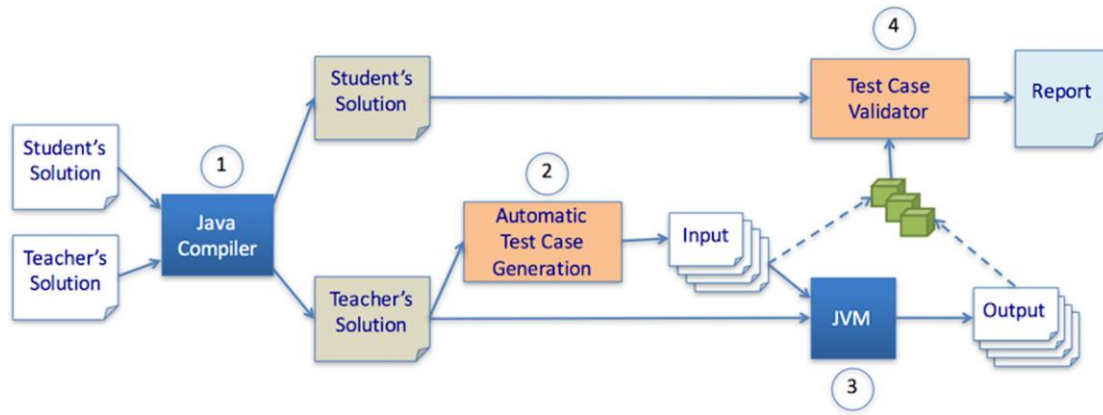 4
Student's
Solution
Test Case
Validator
Report
Student's
Solution
1
2
Java
Compiler
Automatic
Test Case
Generation
Input
Teacher's
Solution
Teacher's
Solution
JVM
Output
3